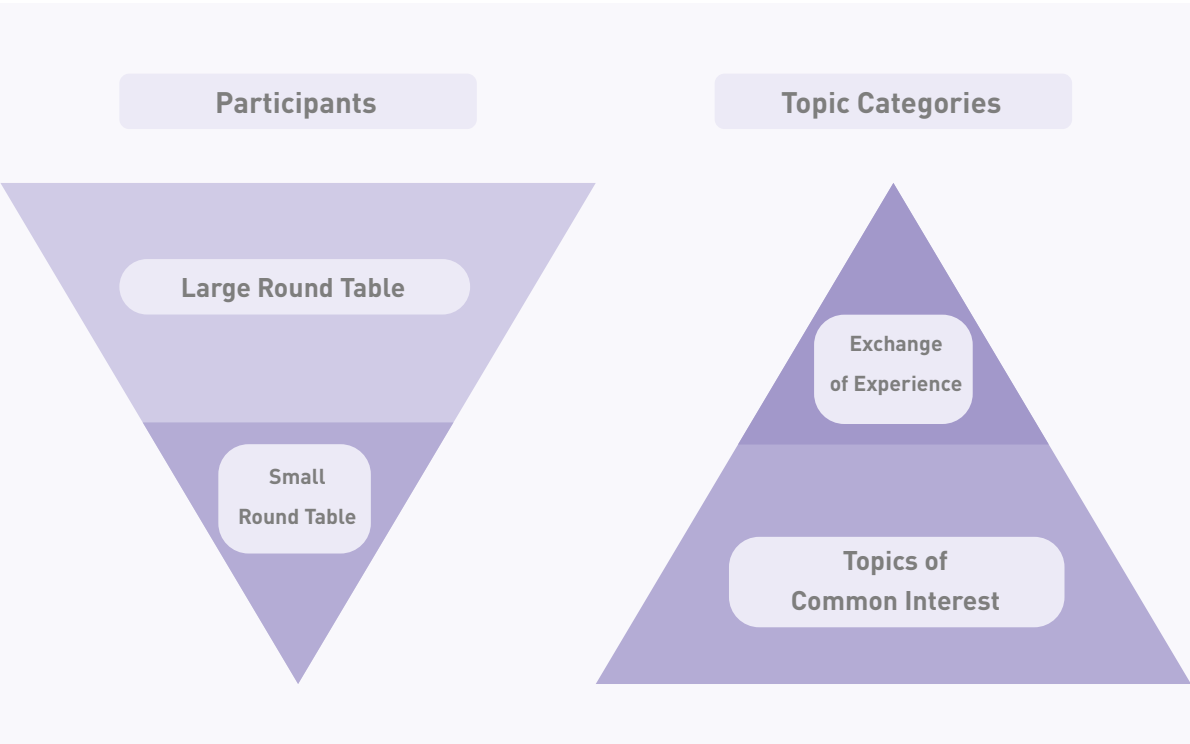 Participants
Topic Categories
Large Round Table
Small
Round Table
Exchange
of Experience
Topics of
Common Interest